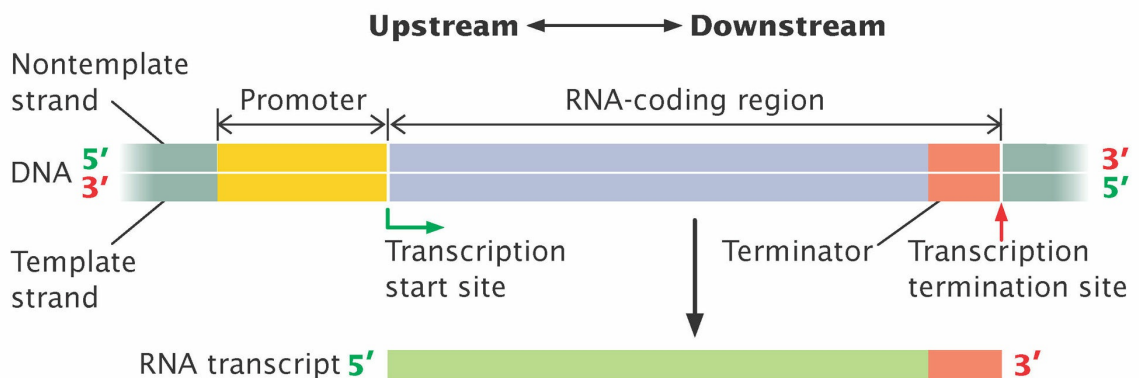 Upstream Downstream
Nontemplate
strand
Promoter
RNA-coding region
DNA 5′ 3′
3′ 5′
Transcription
start site
Terminator
Transcription
termination site
Template
strand
RNA transcript 5′ 3′